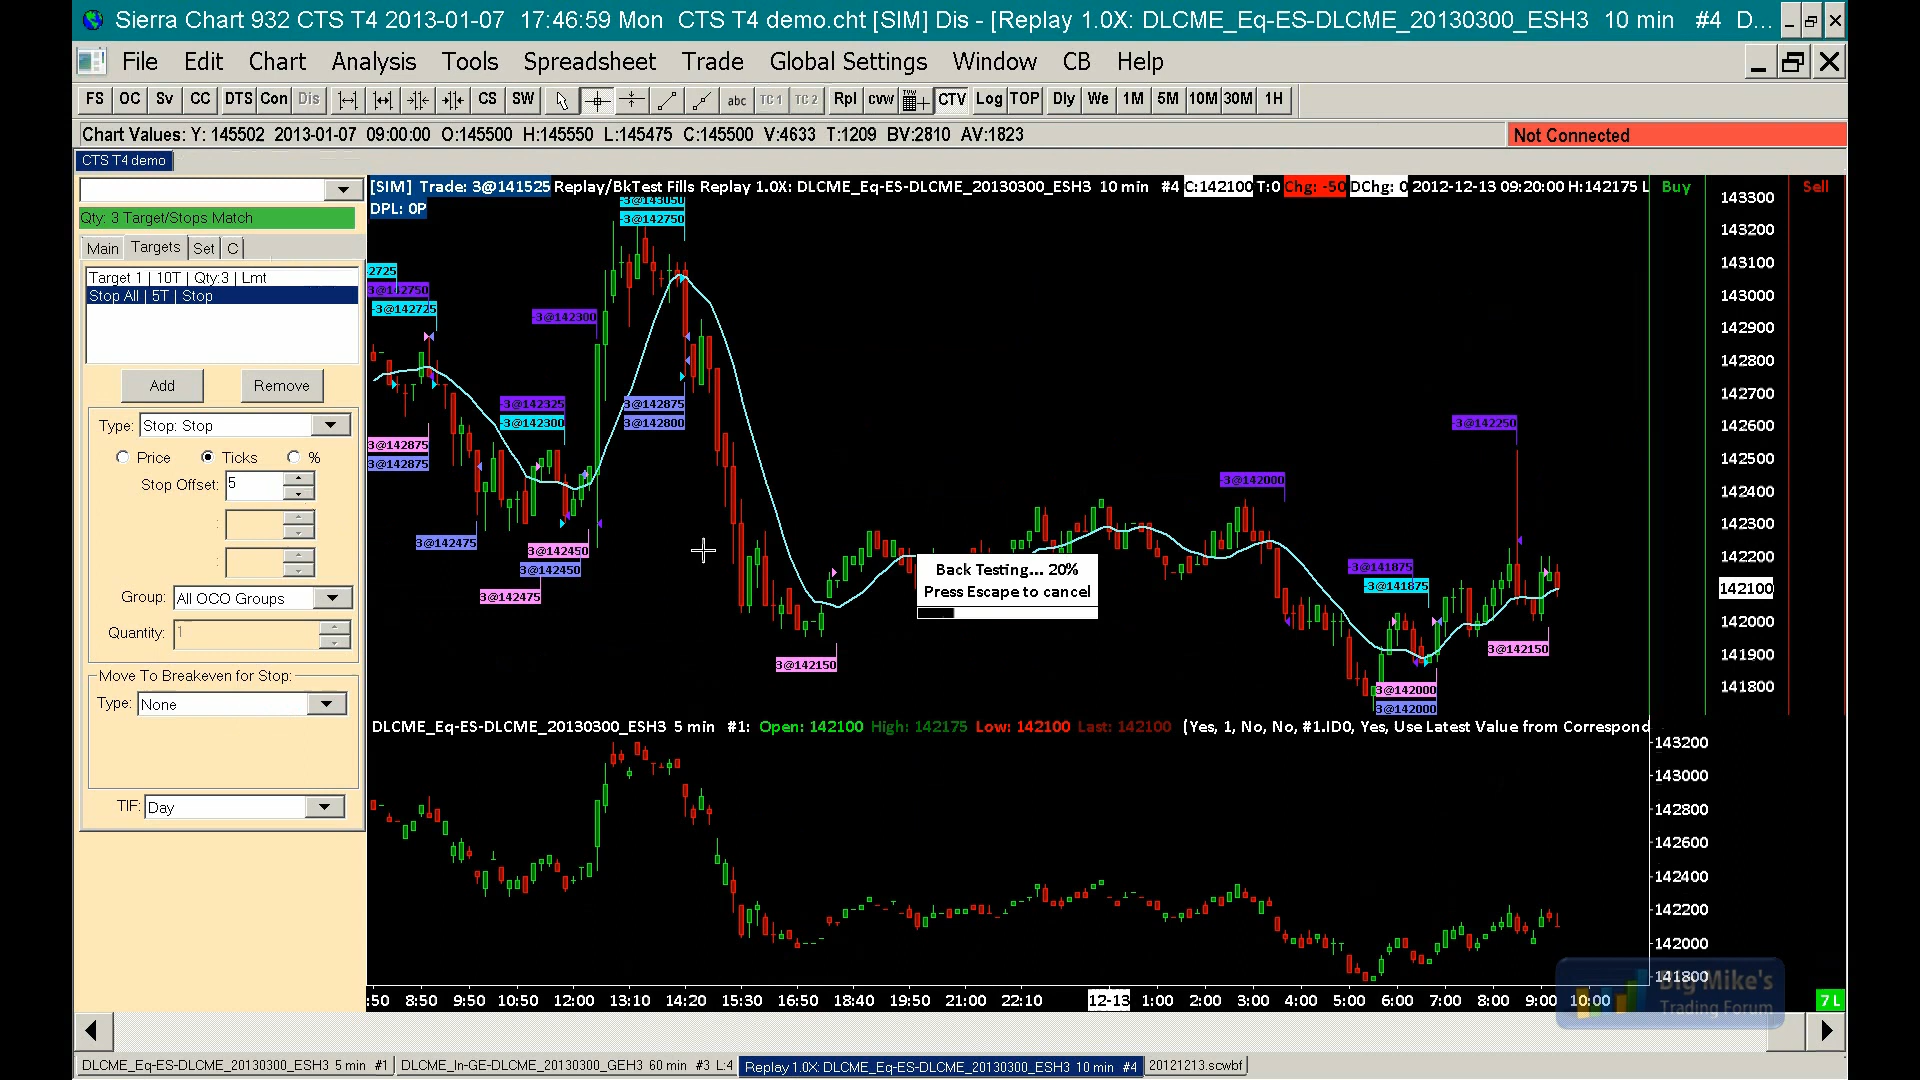 Sierra Chart 932 CTS T4 2013-01-07 17:46:59 Mon CTS T4 demo.cht [SIM] Dis - [Replay 1.0X: DLCME_Eq-ES-DLCME_20130300_ESH3 10 min #4 D...
File Edit Chart Analysis Tools Spreadsheet Trade Global Settings Window CB Help
FS OC Sv CC DTS Con Dis CS SW abc TC 1 TC 2 Rpl cvw CTV Log TOP Dly We 1M 5M 10M 30M 1H
Chart Values: Y: 145502 2013-01-07 09:00:00 O:145500 H:145550 L:145475 C:145500 V:4633 T:1209 BV:2810 AV:1823
Not Connected
CTS T4 demo
Qty: 3 Target/Stops Match
Main Targets Set C
Target 1 | 10T | Qty:3 | Lmt
Stop All | 5T | Stop
Add Remove
Type: Stop: Stop
Price Ticks %
Stop Offset: 5
:
:
Group: All OCO Groups
Quantity: 1
Move To Breakeven for Stop:
Type: None
TIF: Day
[SIM] Trade: 3@141525 Replay/BkTest Fills Replay 1.0X: DLCME_Eq-ES-DLCME_20130300_ESH3 10 min #4 C:142100 T:0 Chg: -50 DChg: 0 2012-12-13 09:20:00 H:142175 L
DPL: 0P
Buy Sell
-3@143050
-3@142750
2725
3@142750
-3@142725
-3@142300
-3@142325
-3@142300
3@142875
3@142800
3@142875
3@142875
3@142475
3@142450
3@142450
3@142475
3@142150
-3@142000
-3@142250
-3@141875
-3@141875
3@142150
3@142000
3@142000
Back Testing... 20%
Press Escape to cancel
143300
143200
143100
143000
142900
142800
142700
142600
142500
142400
142300
142200
142100
142000
141900
141800
DLCME_Eq-ES-DLCME_20130300_ESH3 5 min #1: Open: 142100 High: 142175 Low: 142100 Last: 142100 (Yes, 1, No, No, #1.ID0, Yes, Use Latest Value from Correspond
143200
143000
142800
142600
142400
142200
142000
141800
:50 8:50 9:50 10:50 12:00 13:10 14:20 15:30 16:50 18:40 19:50 21:00 22:10 12-13 1:00 2:00 3:00 4:00 5:00 6:00 7:00 8:00 9:00 10:00
7 L
Big Mike's
Trading Forum
DLCME_Eq-ES-DLCME_20130300_ESH3 5 min #1 DLCME_In-GE-DLCME_20130300_GEH3 60 min #3 L:4 Replay 1.0X: DLCME_Eq-ES-DLCME_20130300_ESH3 10 min #4 20121213.scwbf